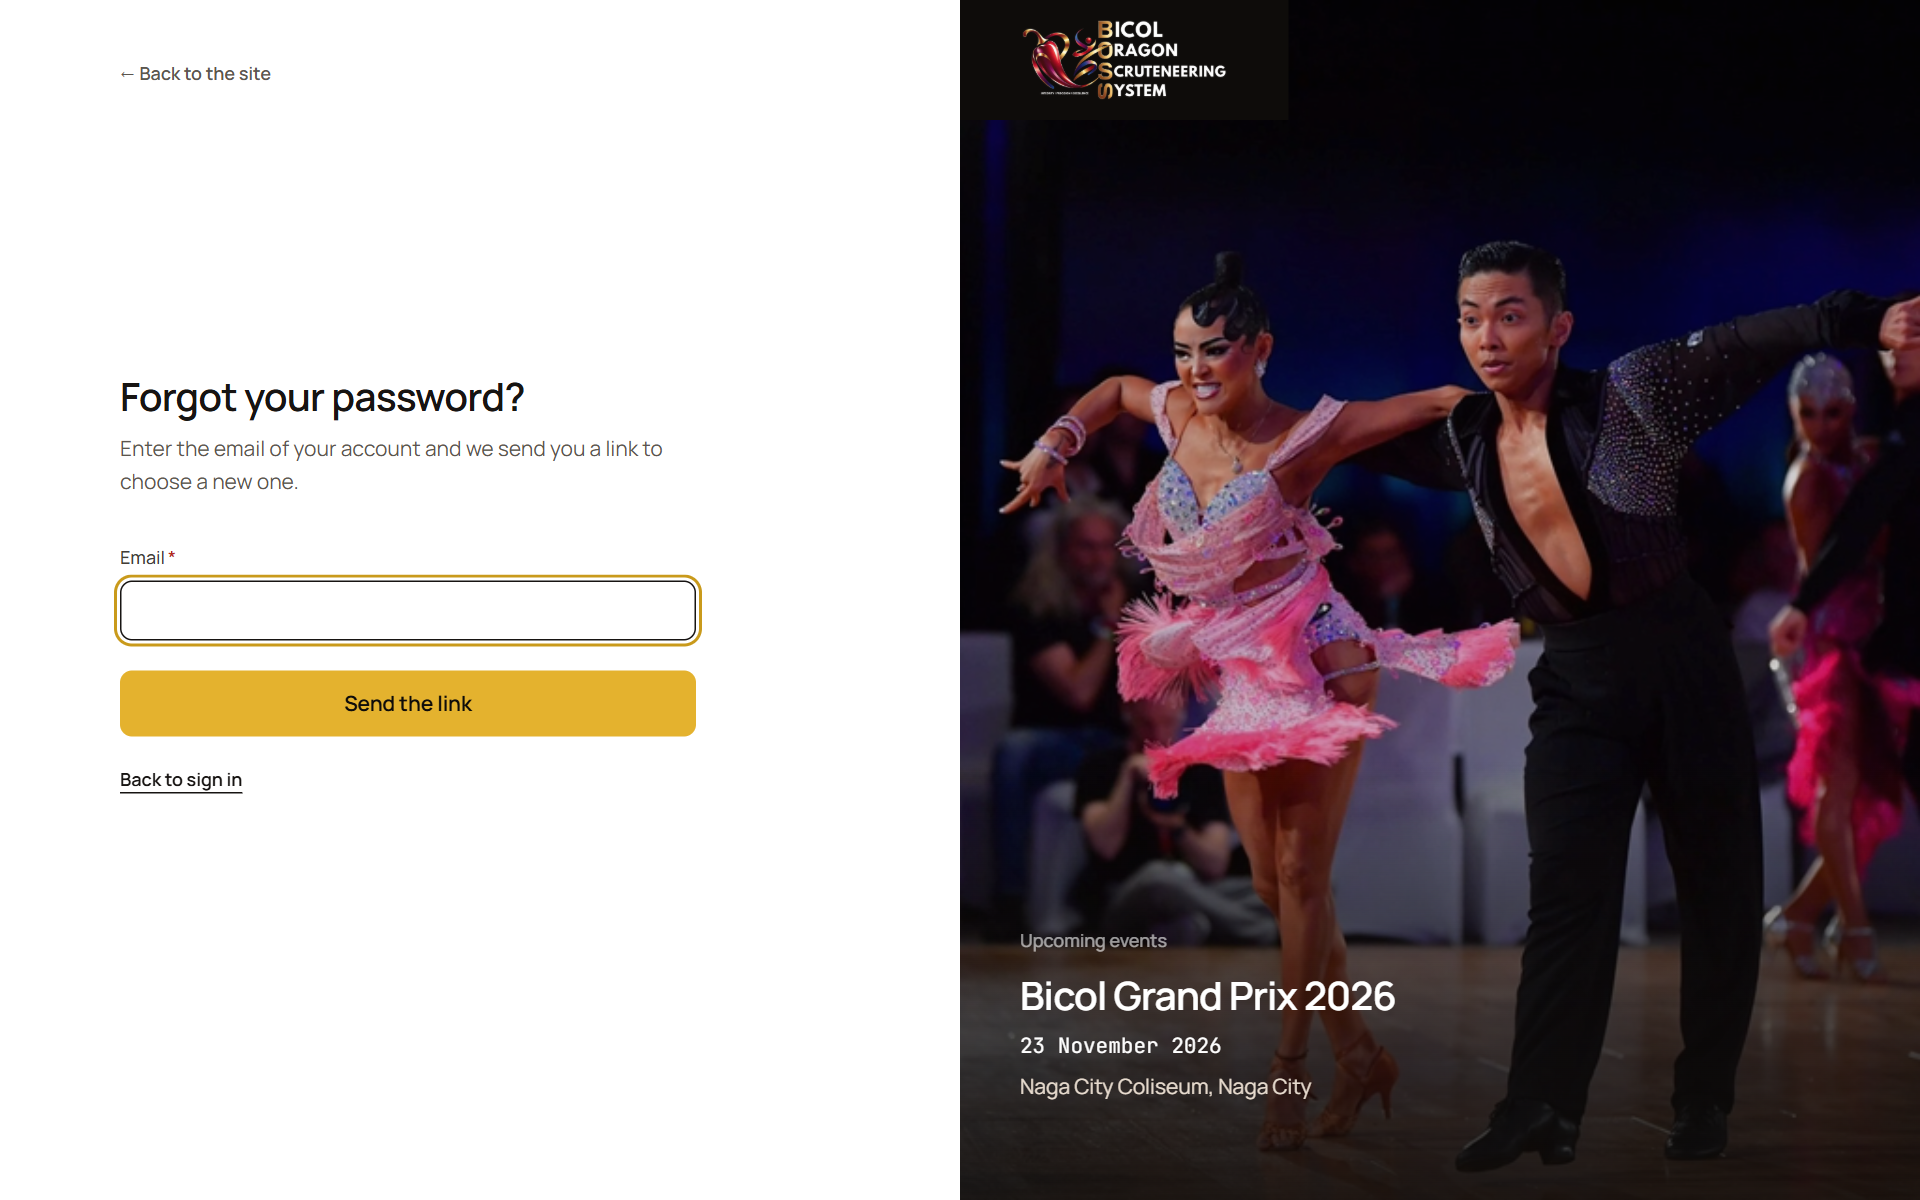 ← Back to the site
Forgot your password?
Enter the email of your account and we send you a link to
choose a new one.
Email *
Send the link
Back to sign in
BICOL
DRAGON
SCRUTENEERING
SYSTEM
Upcoming events
Bicol Grand Prix 2026
23 November 2026
Naga City Coliseum, Naga City